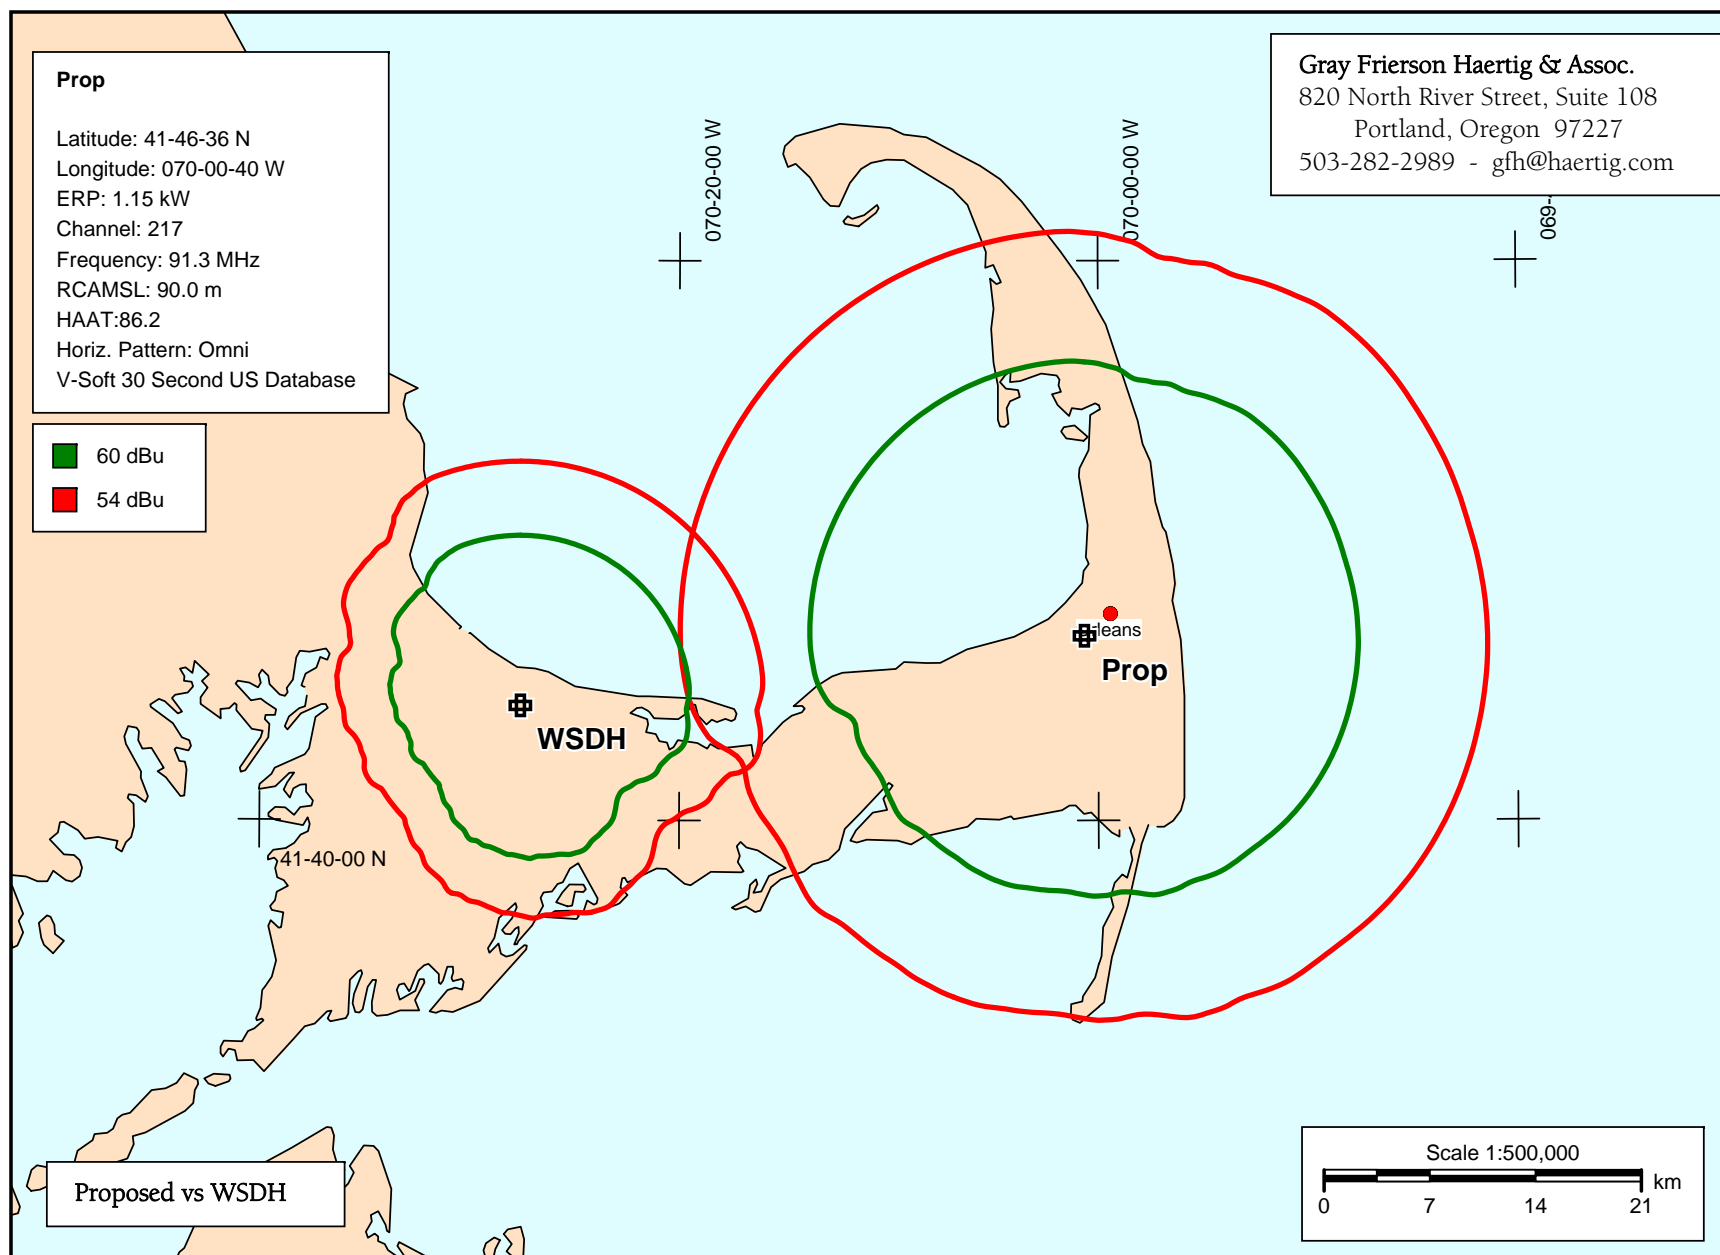 Prop
Latitude: 41-46-36 N
Longitude: 070-00-40 W
ERP: 1.15 kW
Channel: 217
Frequency: 91.3 MHz
RCAMSL: 90.0 m
HAAT:86.2
Horiz. Pattern: Omni
V-Soft 30 Second US Database
60 dBu
54 dBu
Gray Frierson Haertig & Assoc.
820 North River Street, Suite 108
Portland, Oregon 97227
503-282-2989 - gfh@haertig.com
070-20-00 W
070-00-00 W
069-
leans
Prop
WSDH
41-40-00 N
Proposed vs WSDH
Scale 1:500,000
km
0 7 14 21